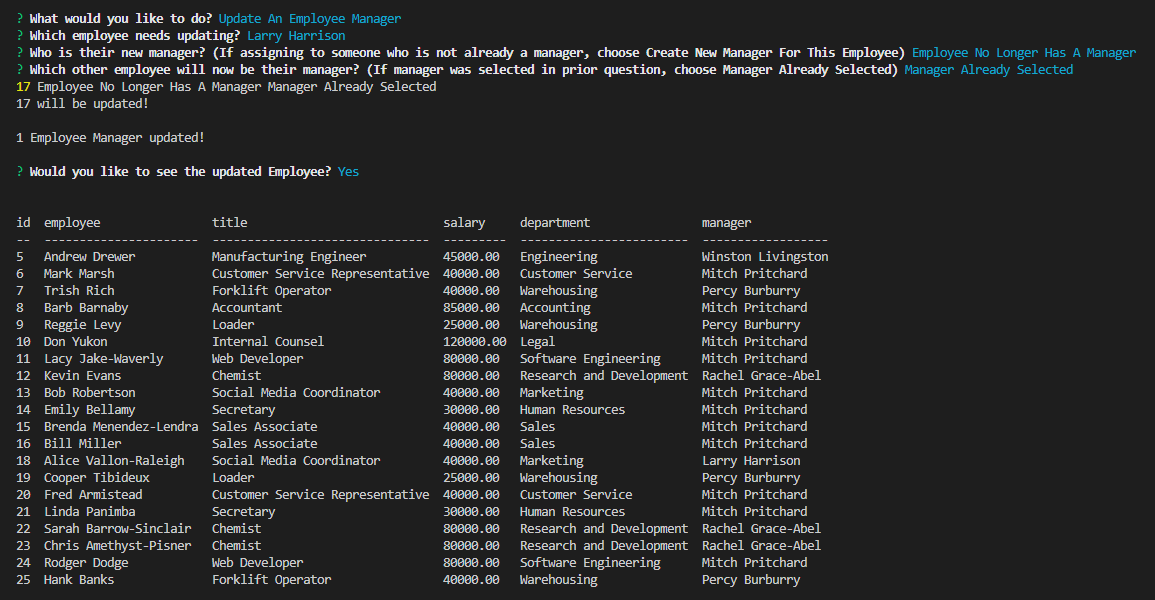 ? What would you like to do? Update An Employee Manager
? Which employee needs updating? Larry Harrison
? Who is their new manager? (If assigning to someone who is not already a manager, choose Create New Manager For This Employee) Employee No Longer Has A Manager
? Which other employee will now be their manager? (If manager was selected in prior question, choose Manager Already Selected) Manager Already Selected
17 Employee No Longer Has A Manager Manager Already Selected
17 will be updated!
1 Employee Manager updated!
? Would you like to see the updated Employee? Yes
id  employee                title                            salary     department                manager
--  ----------------------  -------------------------------  ---------  ------------------------  ------------------
5   Andrew Drewer           Manufacturing Engineer           45000.00   Engineering               Winston Livingston
6   Mark Marsh              Customer Service Representative  40000.00   Customer Service          Mitch Pritchard
7   Trish Rich              Forklift Operator                40000.00   Warehousing               Percy Burburry
8   Barb Barnaby            Accountant                       85000.00   Accounting                Mitch Pritchard
9   Reggie Levy             Loader                           25000.00   Warehousing               Percy Burburry
10  Don Yukon               Internal Counsel                 120000.00  Legal                     Mitch Pritchard
11  Lacy Jake-Waverly       Web Developer                    80000.00   Software Engineering      Mitch Pritchard
12  Kevin Evans             Chemist                          80000.00   Research and Development  Rachel Grace-Abel
13  Bob Robertson           Social Media Coordinator         40000.00   Marketing                 Mitch Pritchard
14  Emily Bellamy           Secretary                        30000.00   Human Resources           Mitch Pritchard
15  Brenda Menendez-Lendra  Sales Associate                  40000.00   Sales                     Mitch Pritchard
16  Bill Miller             Sales Associate                  40000.00   Sales                     Mitch Pritchard
18  Alice Vallon-Raleigh    Social Media Coordinator         40000.00   Marketing                 Larry Harrison
19  Cooper Tibideux         Loader                           25000.00   Warehousing               Percy Burburry
20  Fred Armistead          Customer Service Representative  40000.00   Customer Service          Mitch Pritchard
21  Linda Panimba           Secretary                        30000.00   Human Resources           Mitch Pritchard
22  Sarah Barrow-Sinclair   Chemist                          80000.00   Research and Development  Rachel Grace-Abel
23  Chris Amethyst-Pisner   Chemist                          80000.00   Research and Development  Rachel Grace-Abel
24  Rodger Dodge            Web Developer                    80000.00   Software Engineering      Mitch Pritchard
25  Hank Banks              Forklift Operator                40000.00   Warehousing               Percy Burburry